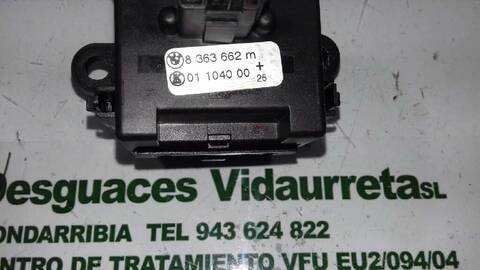 8 363 662 m
01 1040 00 + 26
Desguaces Vidaurreta SL
ONDARRIBIA TEL 943 624 822
NTRO DE TRATAMIENTO VFU EU2/094/04